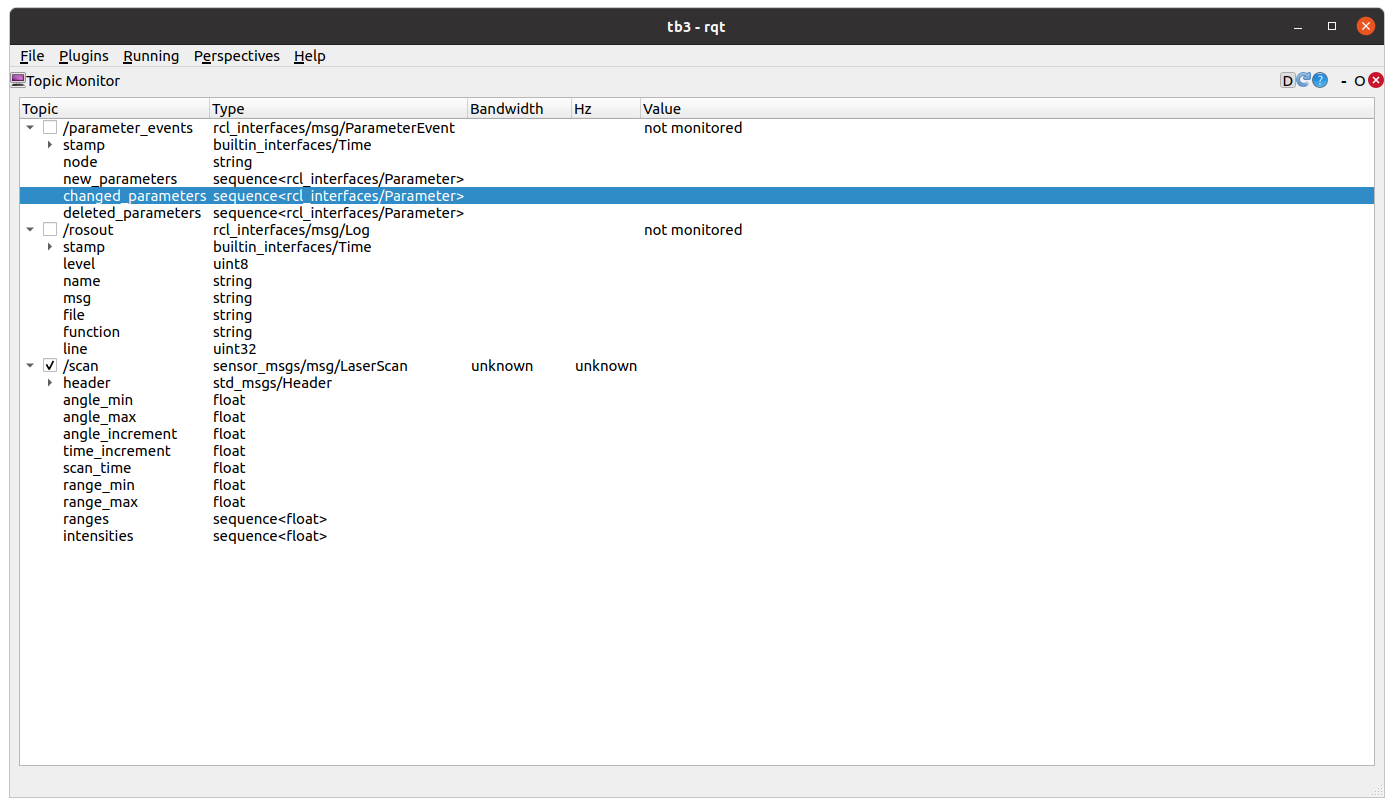 tb3 - rqt
File Plugins Running Perspectives Help
Topic Monitor D ? - O
Topic Type Bandwidth Hz Value
/parameter_events rcl_interfaces/msg/ParameterEvent not monitored
stamp builtin_interfaces/Time
node string
new_parameters sequence<rcl_interfaces/Parameter>
changed_parameters sequence<rcl_interfaces/Parameter>
deleted_parameters sequence<rcl_interfaces/Parameter>
/rosout rcl_interfaces/msg/Log not monitored
stamp builtin_interfaces/Time
level uint8
name string
msg string
file string
function string
line uint32
/scan sensor_msgs/msg/LaserScan unknown unknown
header std_msgs/Header
angle_min float
angle_max float
angle_increment float
time_increment float
scan_time float
range_min float
range_max float
ranges sequence<float>
intensities sequence<float>